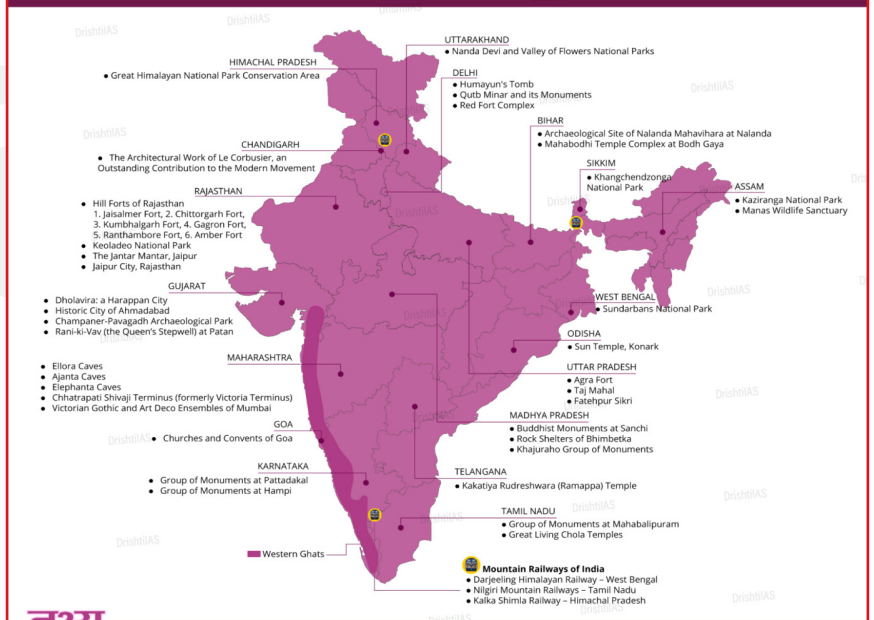 UTTARAKHAND
● Nanda Devi and Valley of Flowers National Parks
HIMACHAL PRADESH
● Great Himalayan National Park Conservation Area
DELHI
● Humayun's Tomb
● Qutb Minar and its Monuments
● Red Fort Complex
BIHAR
● Archaeological Site of Nalanda Mahavihara at Nalanda
● Mahabodhi Temple Complex at Bodh Gaya
CHANDIGARH
● The Architectural Work of Le Corbusier, an
Outstanding Contribution to the Modern Movement
SIKKIM
● Khangchendzonga
National Park
ASSAM
● Kaziranga National Park
● Manas Wildlife Sanctuary
RAJASTHAN
● Hill Forts of Rajasthan
1. Jaisalmer Fort, 2. Chittorgarh Fort,
3. Kumbhalgarh Fort, 4. Gagron Fort,
5. Ranthambore Fort, 6. Amber Fort
● Keoladeo National Park
● The Jantar Mantar, Jaipur
● Jaipur City, Rajasthan
GUJARAT
● Dholavira: a Harappan City
● Historic City of Ahmadabad
● Champaner-Pavagadh Archaeological Park
● Rani-ki-Vav (the Queen's Stepwell) at Patan
WEST BENGAL
● Sundarbans National Park
ODISHA
● Sun Temple, Konark
MAHARASHTRA
● Ellora Caves
● Ajanta Caves
● Elephanta Caves
● Chhatrapati Shivaji Terminus (formerly Victoria Terminus)
● Victorian Gothic and Art Deco Ensembles of Mumbai
UTTAR PRADESH
● Agra Fort
● Taj Mahal
● Fatehpur Sikri
MADHYA PRADESH
● Buddhist Monuments at Sanchi
● Rock Shelters of Bhimbetka
● Khajuraho Group of Monuments
GOA
● Churches and Convents of Goa
KARNATAKA
● Group of Monuments at Pattadakal
● Group of Monuments at Hampi
TELANGANA
● Kakatiya Rudreshwara (Ramappa) Temple
TAMIL NADU
● Group of Monuments at Mahabalipuram
● Great Living Chola Temples
Western Ghats
Mountain Railways of India
● Darjeeling Himalayan Railway – West Bengal
● Nilgiri Mountain Railways – Tamil Nadu
● Kalka Shimla Railway – Himachal Pradesh
DrishtiIAS
DrishtiIAS
DrishtiIAS
DrishtiIAS
DrishtiIAS
DrishtiIAS
DrishtiIAS
DrishtiIAS
DrishtiIAS
DrishtiIAS
DrishtiIAS
DrishtiIAS